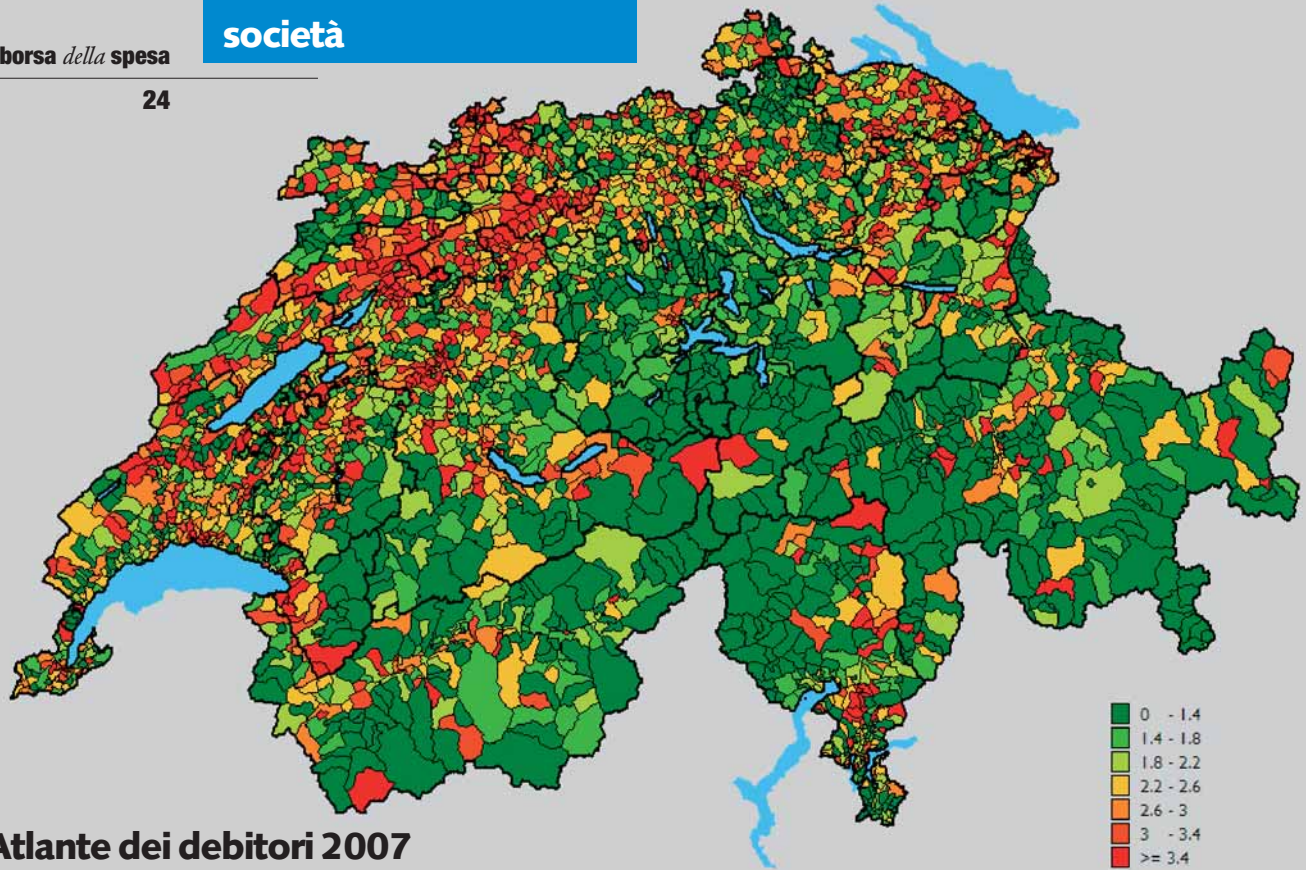 borsa della spesa
24
società
0 - 1.4
1.4 - 1.8
1.8 - 2.2
2.2 - 2.6
2.6 - 3
3 - 3.4
>= 3.4
Atlante dei debitori 2007